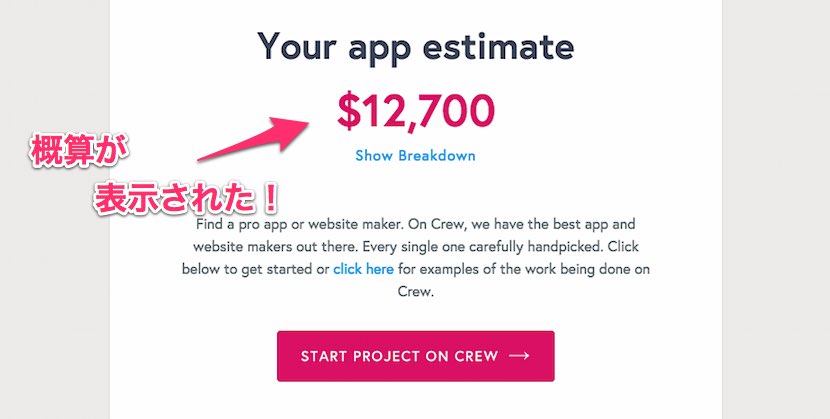 Your app estimate
$12,700
Show Breakdown
概算が
表示された！
Find a pro app or website maker. On Crew, we have the best app and
website makers out there. Every single one carefully handpicked. Click
below to get started or click here for examples of the work being done on
Crew.
START PROJECT ON CREW →